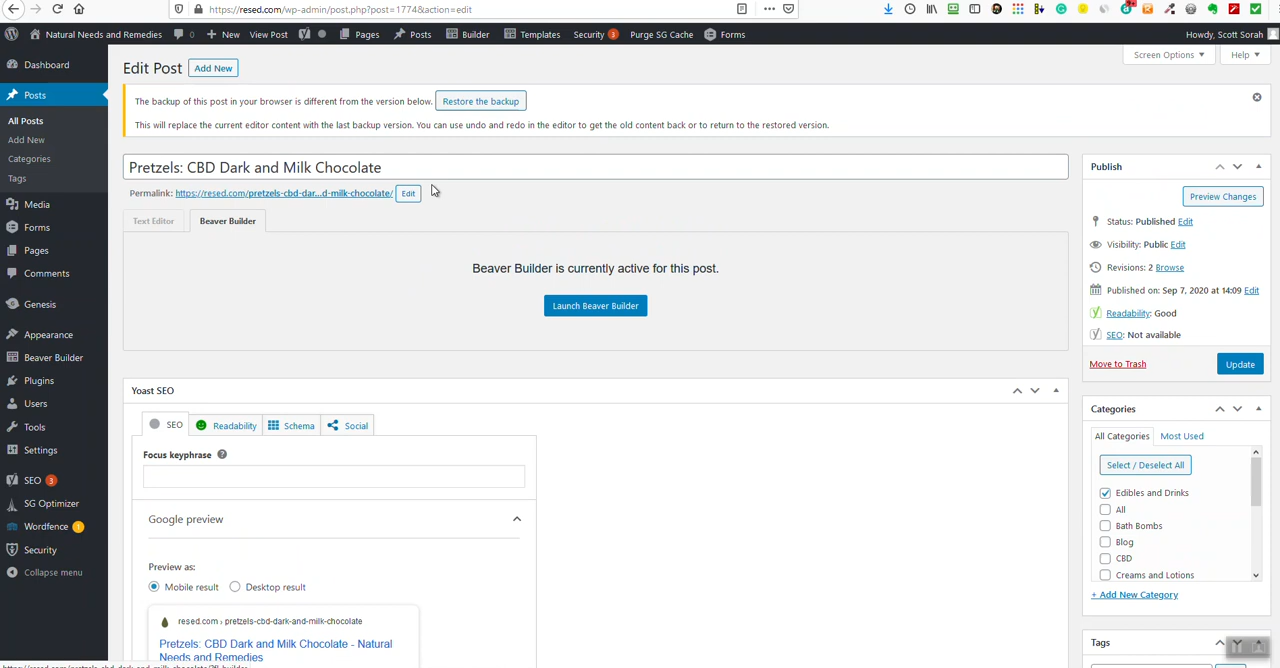 https://resed.com/wp-admin/post.php?post=1774&action=edit
Natural Needs and Remedies
0
New
View Post
Pages
Posts
Builder
Templates
Security 3
Purge SG Cache
Forms
Howdy, Scott Sorah
Dashboard
Posts
All Posts
Add New
Categories
Tags
Media
Forms
Pages
Comments
Genesis
Appearance
Beaver Builder
Plugins
Users
Tools
Settings
SEO 3
SG Optimizer
Wordfence 1
Security
Collapse menu
Screen Options
Help
Edit Post
Add New
The backup of this post in your browser is different from the version below. Restore the backup
This will replace the current editor content with the last backup version. You can use undo and redo in the editor to get the old content back or to return to the restored version.
Pretzels: CBD Dark and Milk Chocolate
Permalink: https://resed.com/pretzels-cbd-dar...d-milk-chocolate/ Edit
Text Editor
Beaver Builder
Beaver Builder is currently active for this post.
Launch Beaver Builder
Yoast SEO
SEO
Readability
Schema
Social
Focus keyphrase ?
Google preview
Preview as:
Mobile result
Desktop result
resed.com › pretzels-cbd-dark-and-milk-chocolate
Pretzels: CBD Dark and Milk Chocolate - Natural
Needs and Remedies
Publish
Preview Changes
Status: Published Edit
Visibility: Public Edit
Revisions: 2 Browse
Published on: Sep 7, 2020 at 14:09 Edit
Readability: Good
SEO: Not available
Move to Trash
Update
Categories
All Categories
Most Used
Select / Deselect All
Edibles and Drinks
All
Bath Bombs
Blog
CBD
Creams and Lotions
+ Add New Category
Tags